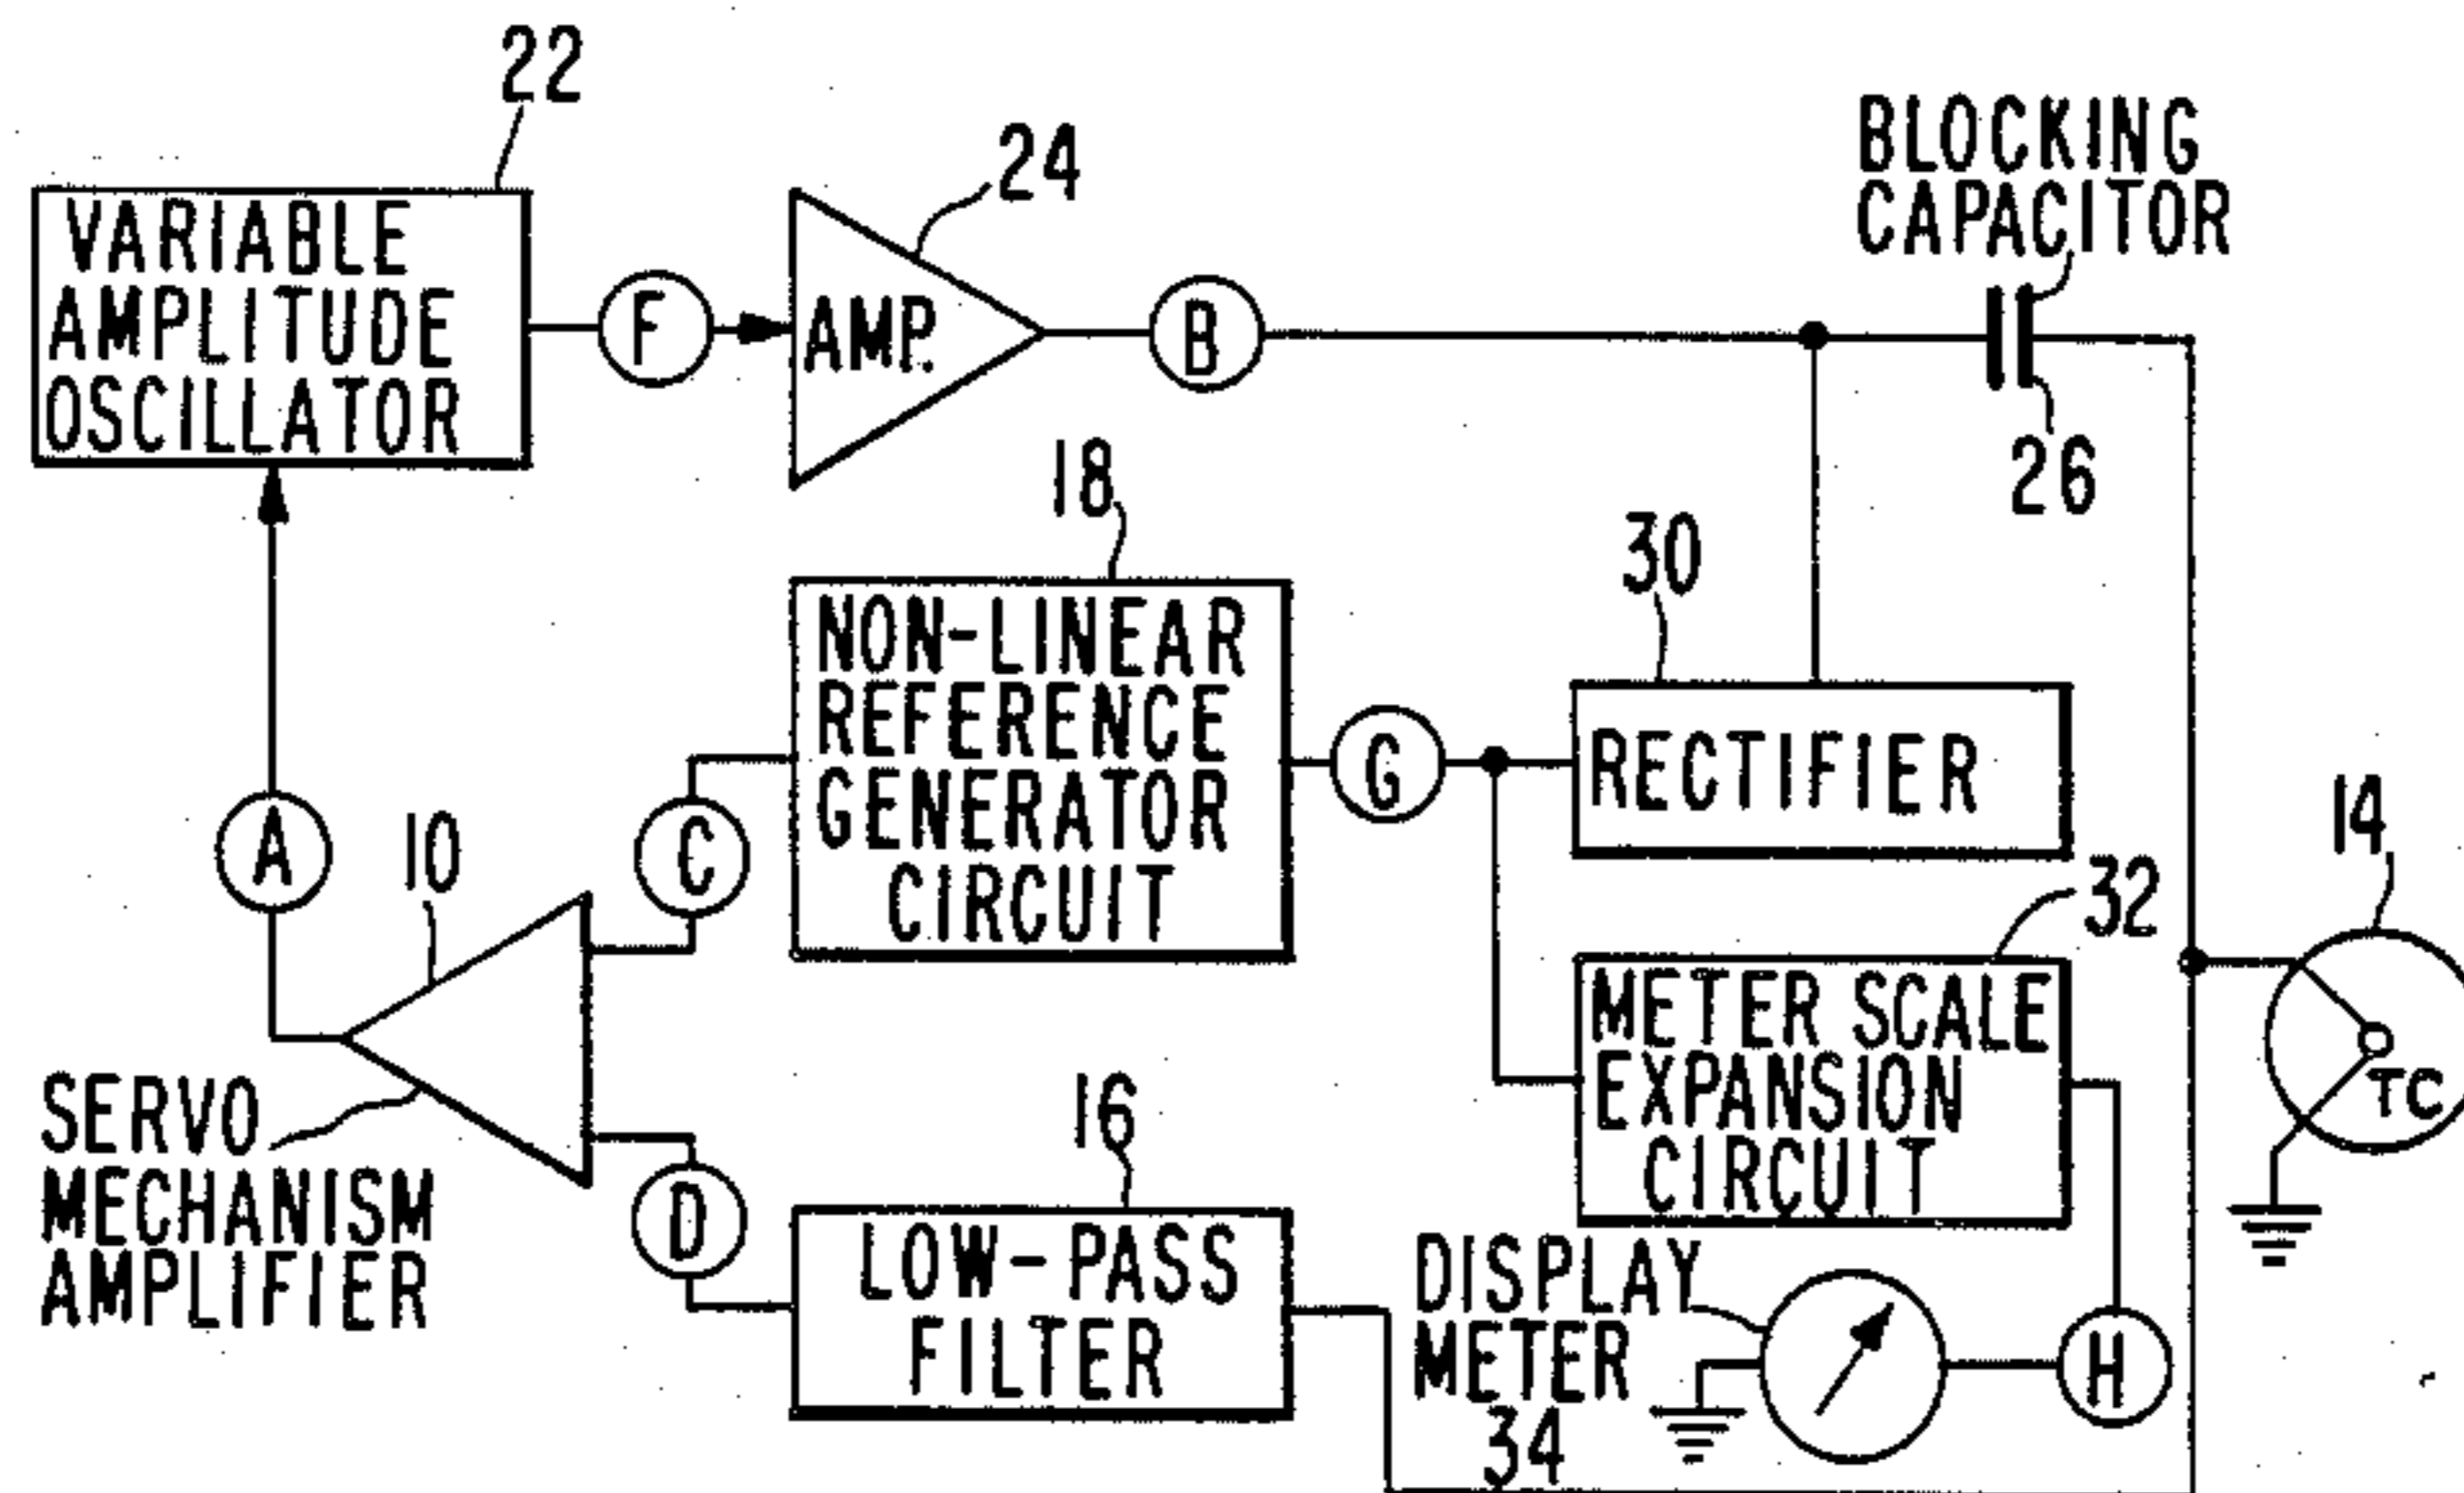 22
24
BLOCKING
CAPACITOR
VARIABLE
AMPLITUDE
OSCILLATOR
F
AMP.
B
26
18
30
NON-LINEAR
REFERENCE
GENERATOR
CIRCUIT
G
RECTIFIER
14
A
10
C
32
METER SCALE
EXPANSION
CIRCUIT
TC
SERVO
MECHANISM
AMPLIFIER
16
D
LOW-PASS
FILTER
DISPLAY
METER
34
H